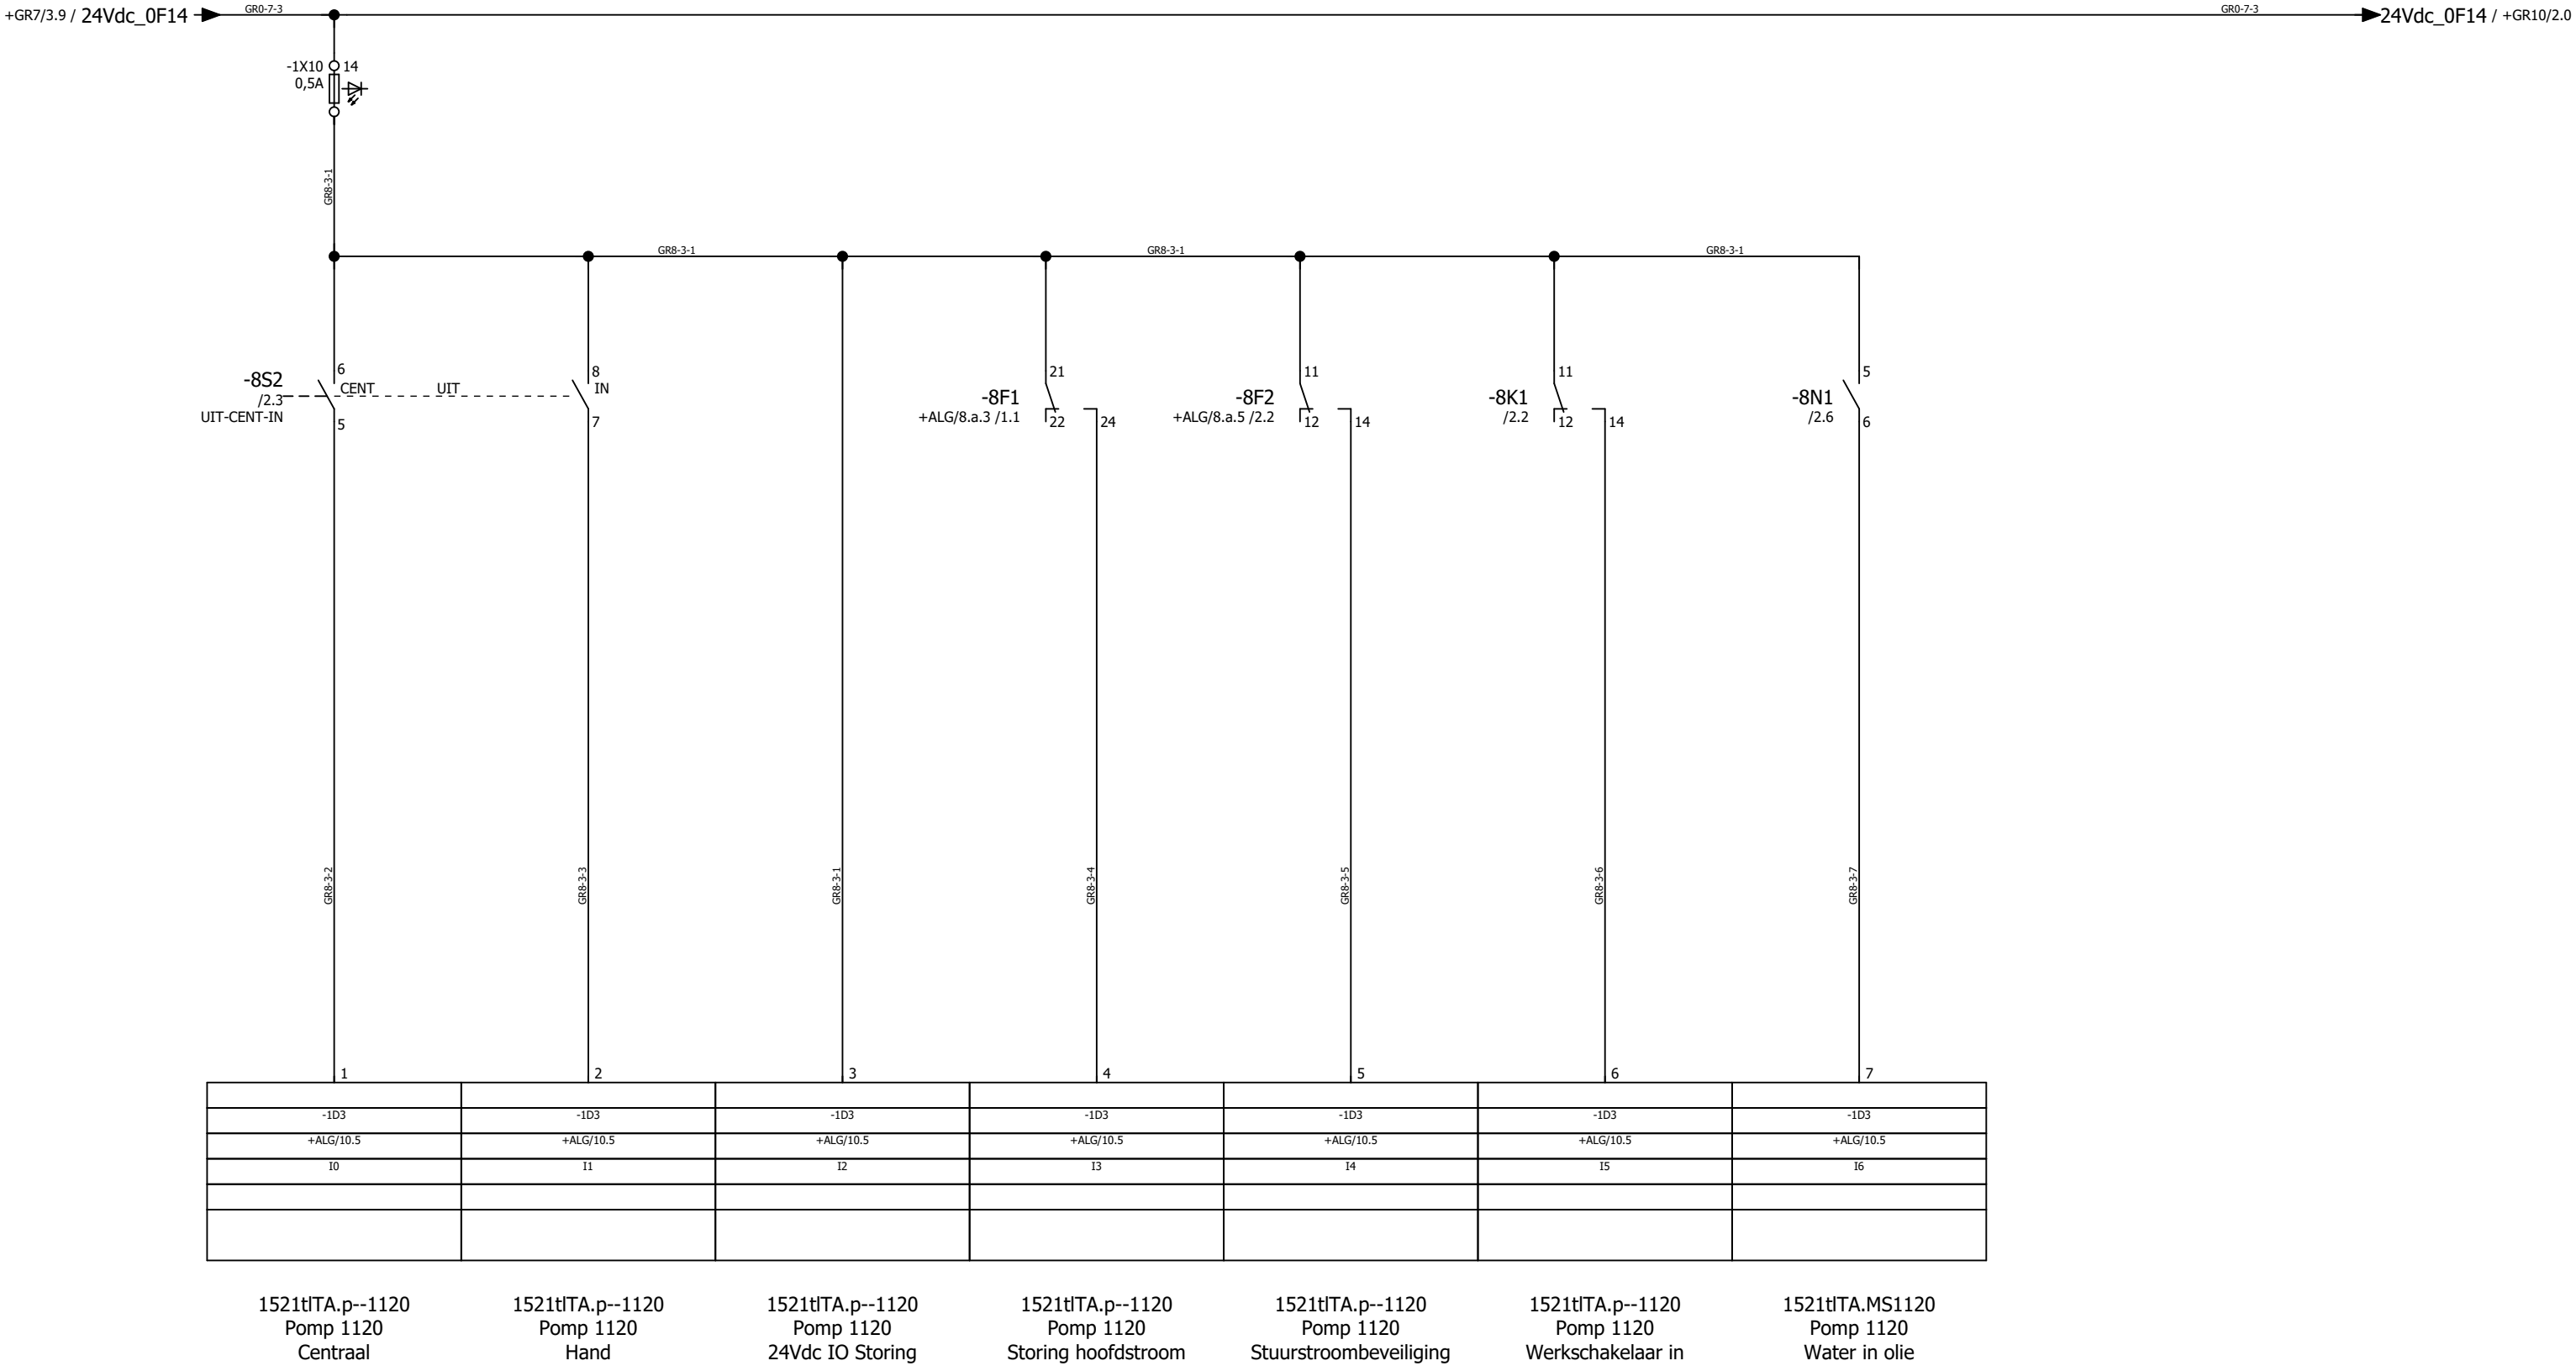 +GR7/3.9 / 24Vdc_0F14 GR0-7-3 GR0-7-3 24Vdc_0F14 / +GR10/2.0
-1X10 14
0,5A
GR8-3-1
GR8-3-1 GR8-3-1 GR8-3-1
6 8 21 11 11 5
-8S2 CENT UIT IN -8F1 -8F2 -8K1 -8N1
/2.3 +ALG/8.a.3 /1.1 +ALG/8.a.5 /2.2 /2.2 /2.6
UIT-CENT-IN 5 7 22 24 12 14 12 14 6
GR8-3-2 GR8-3-3 GR8-3-1 GR8-3-4 GR8-3-5 GR8-3-6 GR8-3-7
1 2 3 4 5 6 7
-1D3 -1D3 -1D3 -1D3 -1D3 -1D3 -1D3
+ALG/10.5 +ALG/10.5 +ALG/10.5 +ALG/10.5 +ALG/10.5 +ALG/10.5 +ALG/10.5
I0 I1 I2 I3 I4 I5 I6
1521tlTA.p--1120 1521tlTA.p--1120 1521tlTA.p--1120 1521tlTA.p--1120 1521tlTA.p--1120 1521tlTA.p--1120 1521tlTA.MS1120
Pomp 1120 Pomp 1120 Pomp 1120 Pomp 1120 Pomp 1120 Pomp 1120 Pomp 1120
Centraal Hand 24Vdc IO Storing Storing hoofdstroom Stuurstroombeveiliging Werkschakelaar in Water in olie